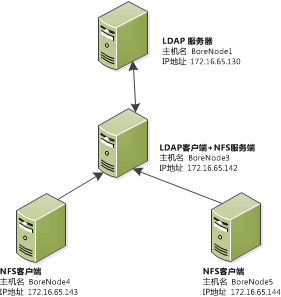 LDAP 服务器
主机名 BoreNode1
IP地址 172.16.65.130
LDAP客户端+NFS服务端
主机名 BoreNode3
IP地址 172.16.65.142
NFS客户端
主机名 BoreNode4
IP地址 172.16.65.143
NFS客户端
主机名 BoreNode5
IP地址 172.16.65.144